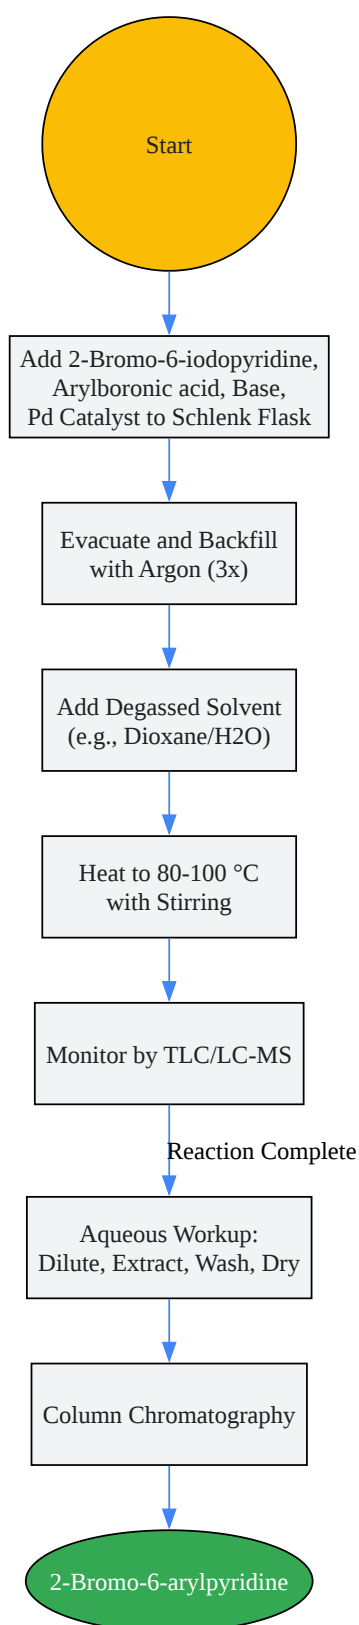 Start
Add 2-Bromo-6-iodopyridine,
Arylboronic acid, Base,
Pd Catalyst to Schlenk Flask
Evacuate and Backfill
with Argon (3x)
Add Degassed Solvent
(e.g., Dioxane/H2O)
Heat to 80-100 °C
with Stirring
Monitor by TLC/LC-MS
Reaction Complete
Aqueous Workup:
Dilute, Extract, Wash, Dry
Column Chromatography
2-Bromo-6-arylpyridine